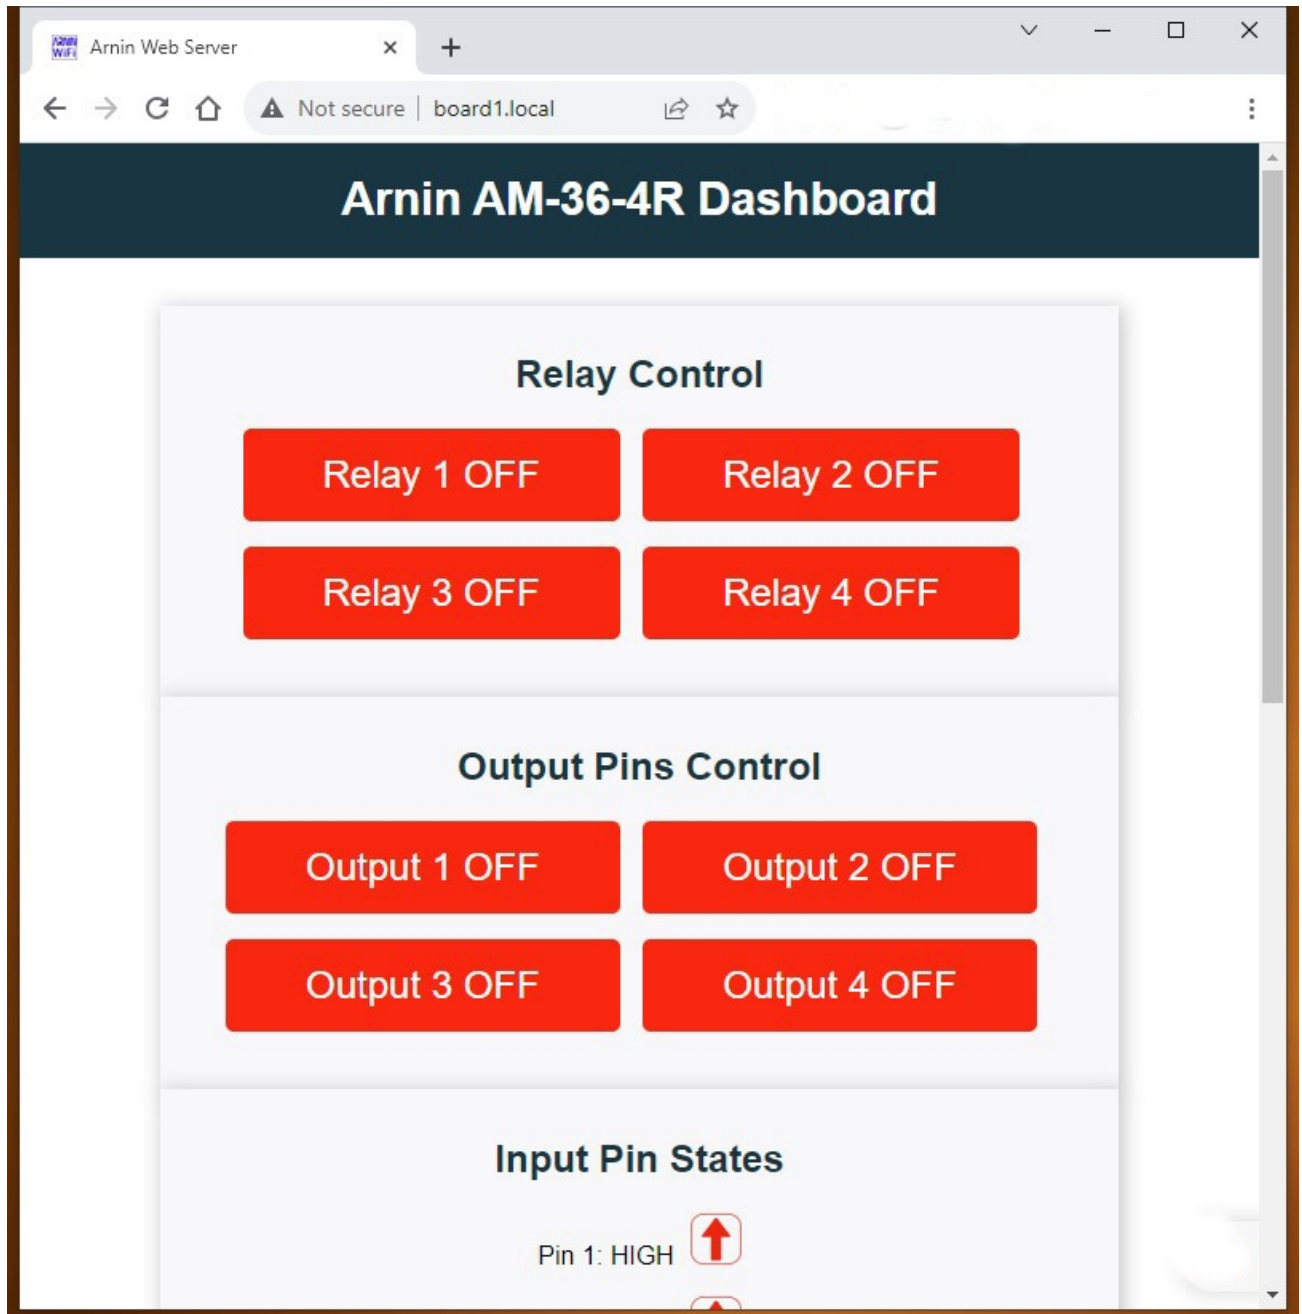 ARNIN
WiFi
Arnin Web Server
Not secure
board1.local
Arnin AM-36-4R Dashboard
Relay Control
Relay 1 OFF
Relay 2 OFF
Relay 3 OFF
Relay 4 OFF
Output Pins Control
Output 1 OFF
Output 2 OFF
Output 3 OFF
Output 4 OFF
Input Pin States
Pin 1: HIGH